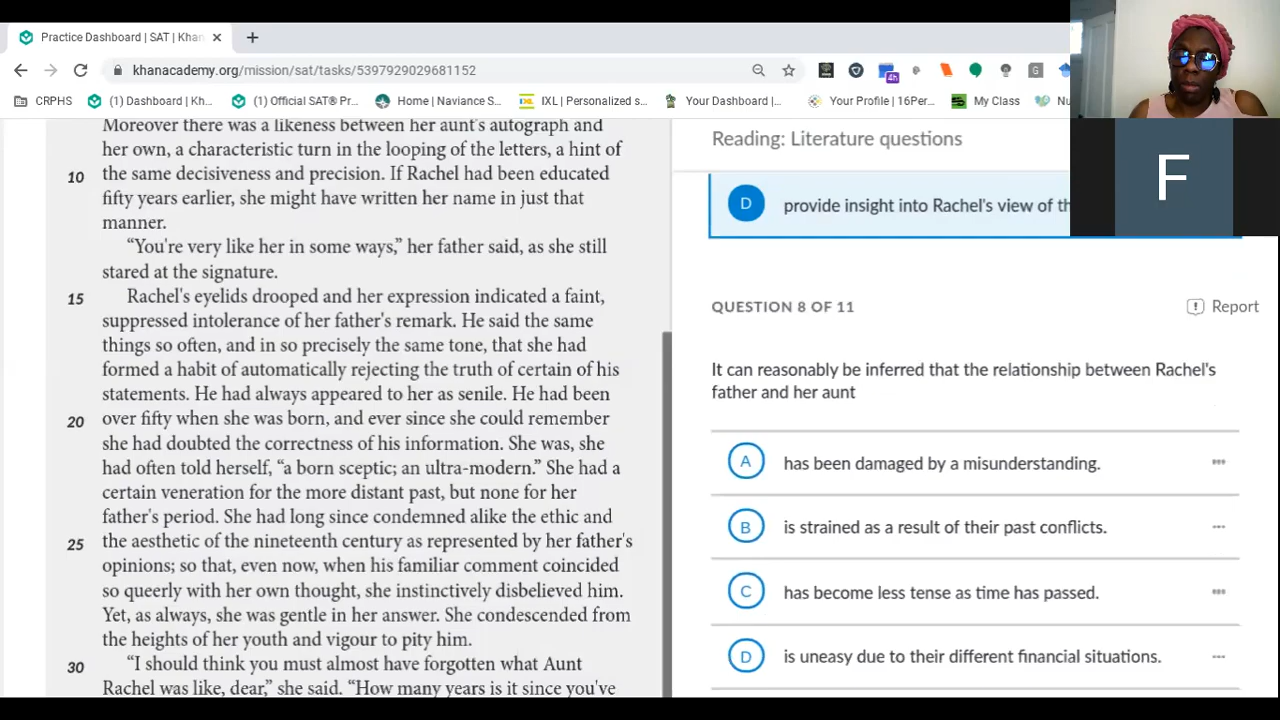 Practice Dashboard | SAT | Khan
khanacademy.org/mission/sat/tasks/5397929029681152
4h
CRPHS
(1) Dashboard | Kh...
(1) Official SAT® Pr...
Home | Naviance S...
IXL | Personalized s...
Your Dashboard |...
Your Profile | 16Per...
My Class
Nu
Moreover there was a likeness between her aunt's autograph and
her own, a characteristic turn in the looping of the letters, a hint of
10 the same decisiveness and precision. If Rachel had been educated
fifty years earlier, she might have written her name in just that
manner.
“You're very like her in some ways,” her father said, as she still
stared at the signature.
15 Rachel's eyelids drooped and her expression indicated a faint,
suppressed intolerance of her father's remark. He said the same
things so often, and in so precisely the same tone, that she had
formed a habit of automatically rejecting the truth of certain of his
statements. He had always appeared to her as senile. He had been
20 over fifty when she was born, and ever since she could remember
she had doubted the correctness of his information. She was, she
had often told herself, “a born sceptic; an ultra-modern.” She had a
certain veneration for the more distant past, but none for her
father's period. She had long since condemned alike the ethic and
25 the aesthetic of the nineteenth century as represented by her father's
opinions; so that, even now, when his familiar comment coincided
so queerly with her own thought, she instinctively disbelieved him.
Yet, as always, she was gentle in her answer. She condescended from
the heights of her youth and vigour to pity him.
30 “I should think you must almost have forgotten what Aunt
Rachel was like, dear,” she said. “How many years is it since you've
Reading: Literature questions
D provide insight into Rachel's view of th
QUESTION 8 OF 11
Report
It can reasonably be inferred that the relationship between Rachel's
father and her aunt
A has been damaged by a misunderstanding.
B is strained as a result of their past conflicts.
C has become less tense as time has passed.
D is uneasy due to their different financial situations.
F